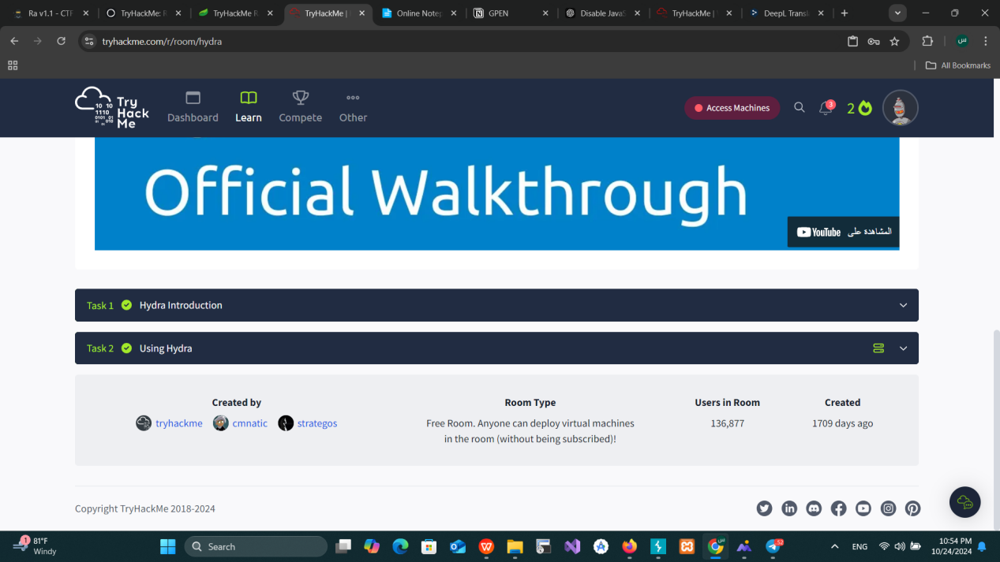 Ra v1.1 - CTF
TryHackMe: R
TryHackMe R
TryHackMe |
Online Notep
GPEN
Disable JavaS
TryHackMe |
DeepL Transl
tryhackme.com/r/room/hydra
س
All Bookmarks
Try Hack Me
Dashboard
Learn
Compete
Other
Access Machines
3
2
Official Walkthrough
المشاهدة على YouTube
Task 1 Hydra Introduction
Task 2 Using Hydra
Created by
tryhackme cmnatic strategos
Room Type
Free Room. Anyone can deploy virtual machines
in the room (without being subscribed)!
Users in Room
136,877
Created
1709 days ago
Copyright TryHackMe 2018-2024
1
81°F
Windy
Search
52
ENG
10:54 PM
10/24/2024